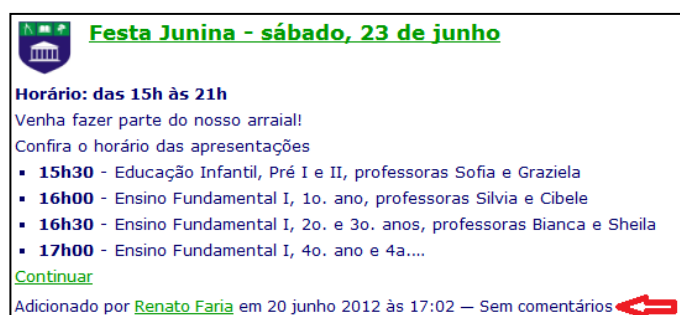 Festa Junina - sábado, 23 de junho
Horário: das 15h às 21h
Venha fazer parte do nosso arraial!
Confira o horário das apresentações
▪ 15h30 - Educação Infantil, Pré I e II, professoras Sofia e Graziela
▪ 16h00 - Ensino Fundamental I, 1o. ano, professoras Silvia e Cibele
▪ 16h30 - Ensino Fundamental I, 2o. e 3o. anos, professoras Bianca e Sheila
▪ 17h00 - Ensino Fundamental I, 4o. ano e 4a....
Continuar
Adicionado por Renato Faria em 20 junho 2012 às 17:02 — Sem comentários